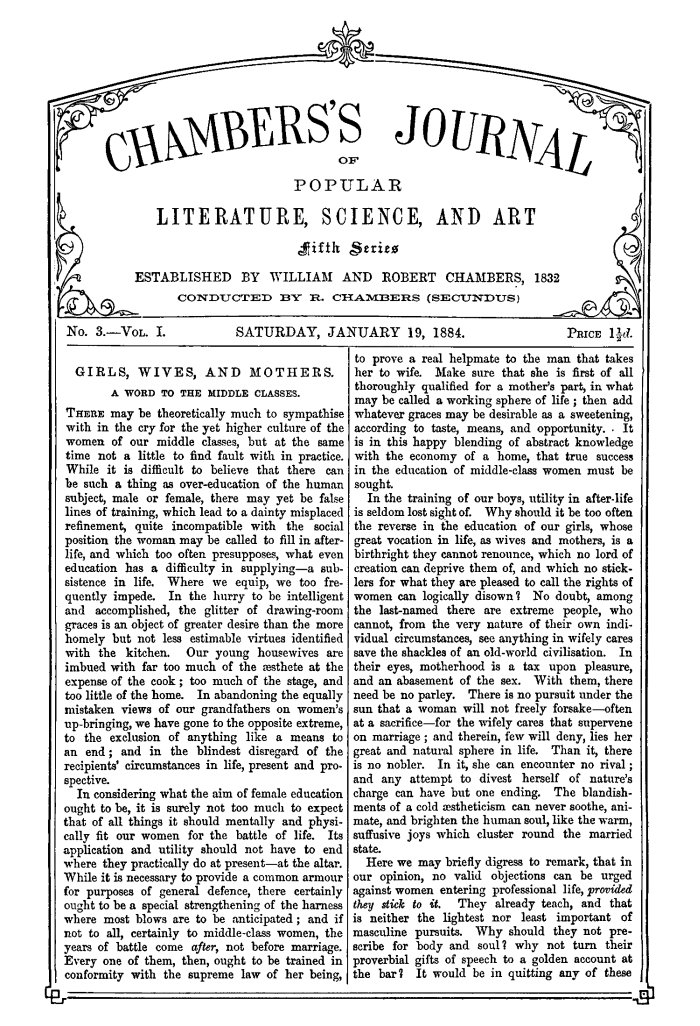 CHAMBERS'S JOURNAL
OF
POPULAR
LITERATURE, SCIENCE, AND ART
Fifth Series
ESTABLISHED BY WILLIAM AND ROBERT CHAMBERS, 1832
CONDUCTED BY R. CHAMBERS (SECUNDUS)
No. 3.—Vol. I.
SATURDAY, JANUARY 19, 1884.
Price 1½d.
GIRLS, WIVES, AND MOTHERS.
A WORD TO THE MIDDLE CLASSES.
There may be theoretically much to sympathise
with in the cry for the yet higher culture of the
women of our middle classes, but at the same
time not a little to find fault with in practice.
While it is difficult to believe that there can
be such a thing as over-education of the human
subject, male or female, there may yet be false
lines of training, which lead to a dainty misplaced
refinement, quite incompatible with the social
position the woman may be called to fill in after-
life, and which too often presupposes, what even
education has a difficulty in supplying—a sub-
sistence in life. Where we equip, we too fre-
quently impede. In the hurry to be intelligent
and accomplished, the glitter of drawing-room
graces is an object of greater desire than the more
homely but not less estimable virtues identified
with the kitchen. Our young housewives are
imbued with far too much of the æsthete at the
expense of the cook; too much of the stage, and
too little of the home. In abandoning the equally
mistaken views of our grandfathers on women's
up-bringing, we have gone to the opposite extreme,
to the exclusion of anything like a means to
an end; and in the blindest disregard of the
recipients' circumstances in life, present and pro-
spective.
In considering what the aim of female education
ought to be, it is surely not too much to expect
that of all things it should mentally and physi-
cally fit our women for the battle of life. Its
application and utility should not have to end
where they practically do at present—at the altar.
While it is necessary to provide a common armour
for purposes of general defence, there certainly
ought to be a special strengthening of the harness
where most blows are to be anticipated; and if
not to all, certainly to middle-class women, the
years of battle come after, not before marriage.
Every one of them, then, ought to be trained in
conformity with the supreme law of her being,
to prove a real helpmate to the man that takes
her to wife. Make sure that she is first of all
thoroughly qualified for a mother's part, in what
may be called a working sphere of life; then add
whatever graces may be desirable as a sweetening,
according to taste, means, and opportunity. It
is in this happy blending of abstract knowledge
with the economy of a home, that true success
in the education of middle-class women must be
sought.
In the training of our boys, utility in after-life
is seldom lost sight of. Why should it be too often
the reverse in the education of our girls, whose
great vocation in life, as wives and mothers, is a
birthright they cannot renounce, which no lord of
creation can deprive them of, and which no stick-
lers for what they are pleased to call the rights of
women can logically disown? No doubt, among
the last-named there are extreme people, who
cannot, from the very nature of their own indi-
vidual circumstances, see anything in wifely cares
save the shackles of an old-world civilisation. In
their eyes, motherhood is a tax upon pleasure,
and an abasement of the sex. With them, there
need be no parley. There is no pursuit under the
sun that a woman will not freely forsake—often
at a sacrifice—for the wifely cares that supervene
on marriage; and therein, few will deny, lies her
great and natural sphere in life. Than it, there
is no nobler. In it, she can encounter no rival;
and any attempt to divest herself of nature's
charge can have but one ending. The blandish-
ments of a cold æstheticism can never soothe, ani-
mate, and brighten the human soul, like the warm,
suffusive joys which cluster round the married
state.
Here we may briefly digress to remark, that in
our opinion, no valid objections can be urged
against women entering professional life, provided
they stick to it. They already teach, and that
is neither the lightest nor least important of
masculine pursuits. Why should they not pre-
scribe for body and soul? why not turn their
proverbial gifts of speech to a golden account at
the bar? It would be in quitting any of these